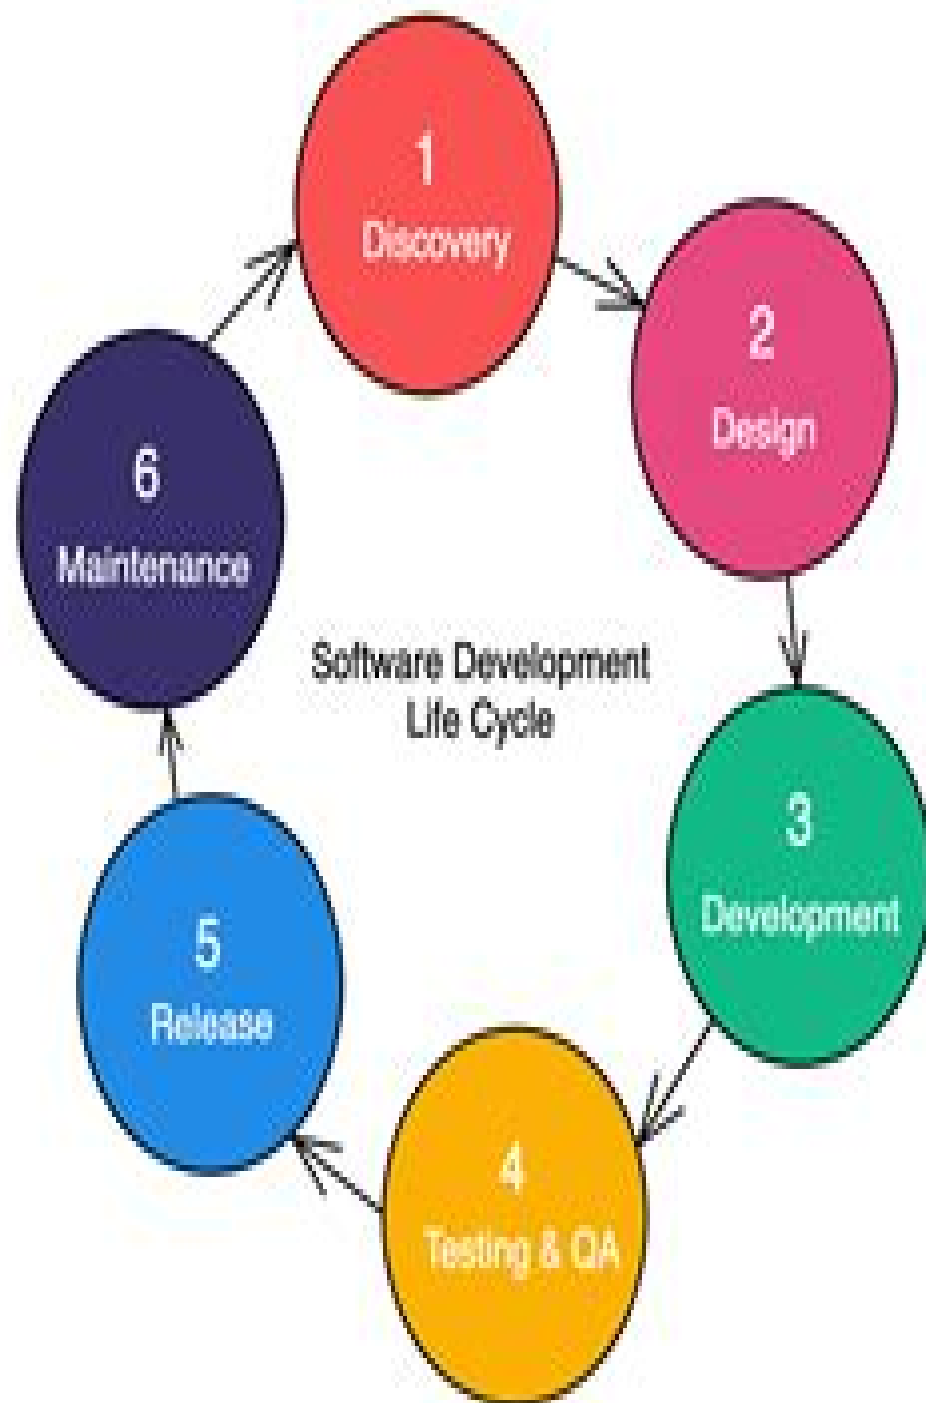 1
Discovery
2
Design
3
Development
4
Testing & QA
5
Release
6
Maintenance
Software Development
Life Cycle